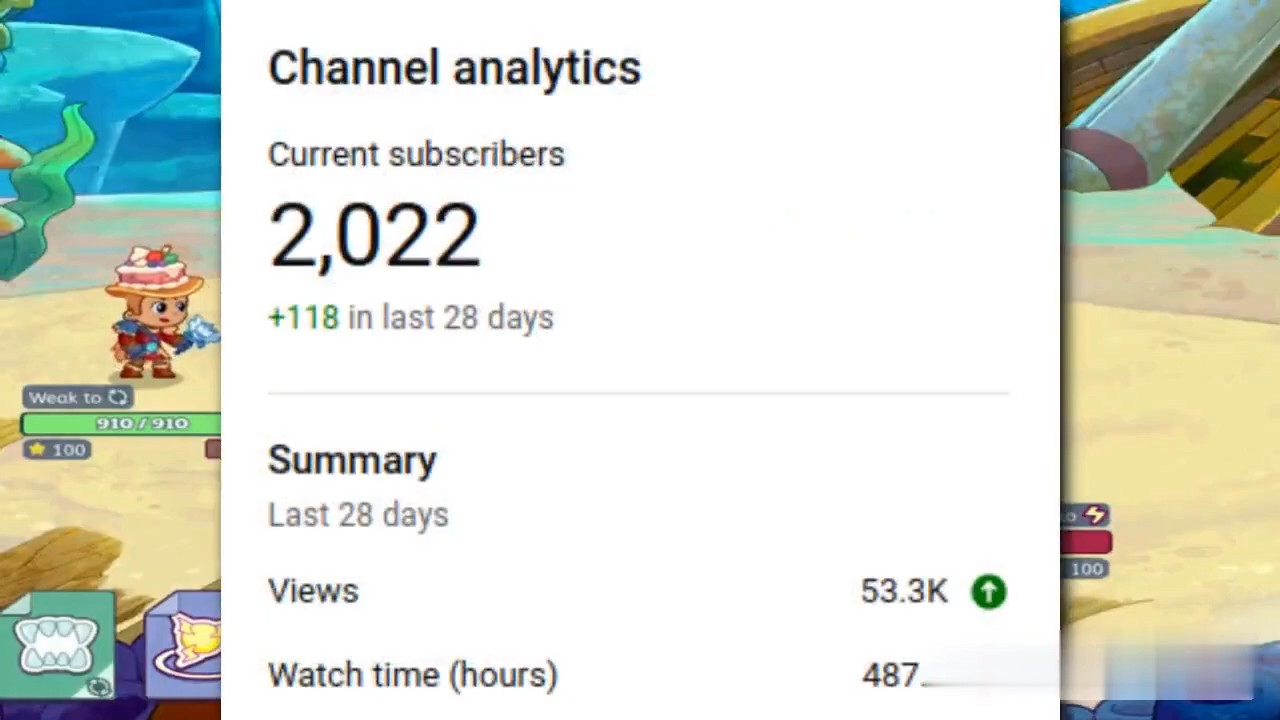 Channel analytics
Current subscribers
2,022
+118 in last 28 days
Weak to
910 / 910
100
Summary
Last 28 days
Views 53.3K
100
Watch time (hours) 487